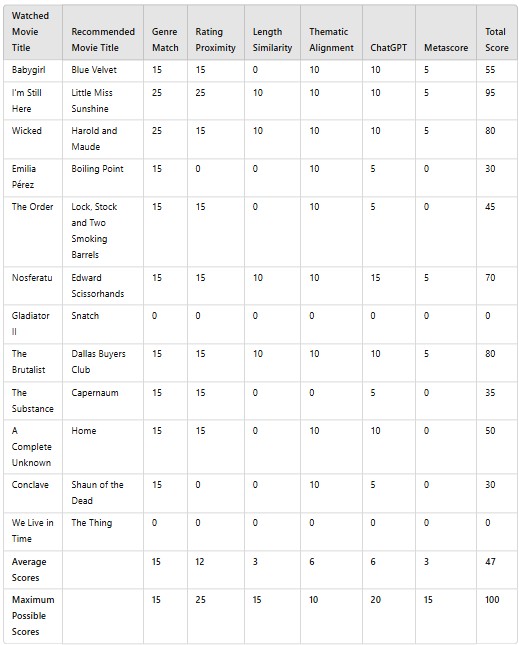 Watched Movie Title | Recommended Movie Title | Genre Match | Rating Proximity | Length Similarity | Thematic Alignment | ChatGPT | Metascore | Total Score
Babygirl | Blue Velvet | 15 | 15 | 0 | 10 | 10 | 5 | 55
I'm Still Here | Little Miss Sunshine | 25 | 25 | 10 | 10 | 10 | 5 | 95
Wicked | Harold and Maude | 25 | 15 | 10 | 10 | 10 | 5 | 80
Emilia Pérez | Boiling Point | 15 | 0 | 0 | 10 | 5 | 0 | 30
The Order | Lock, Stock and Two Smoking Barrels | 15 | 15 | 0 | 10 | 5 | 0 | 45
Nosferatu | Edward Scissorhands | 15 | 15 | 10 | 10 | 15 | 5 | 70
Gladiator II | Snatch | 0 | 0 | 0 | 0 | 0 | 0 | 0
The Brutalist | Dallas Buyers Club | 15 | 15 | 10 | 10 | 10 | 5 | 80
The Substance | Capernaum | 15 | 15 | 0 | 0 | 5 | 0 | 35
A Complete Unknown | Home | 15 | 15 | 0 | 10 | 10 | 0 | 50
Conclave | Shaun of the Dead | 15 | 0 | 0 | 10 | 5 | 0 | 30
We Live in Time | The Thing | 0 | 0 | 0 | 0 | 0 | 0 | 0
Average Scores | | 15 | 12 | 3 | 6 | 6 | 3 | 47
Maximum Possible Scores | | 15 | 25 | 15 | 10 | 20 | 15 | 100